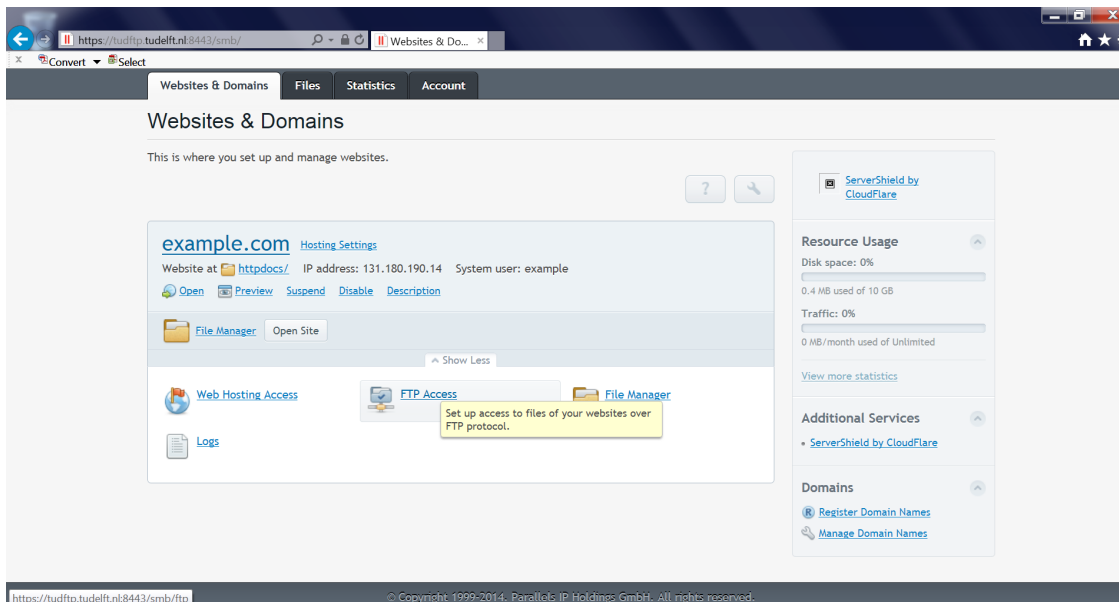 https://tudftp.tudelft.nl:8443/smb/
Websites & Do...
Convert
Select
Websites & Domains Files Statistics Account
Websites & Domains
This is where you set up and manage websites.
?
ServerShield by
CloudFlare
example.com Hosting Settings
Website at httpdocs/ IP address: 131.180.190.14 System user: example
Open Preview Suspend Disable Description
File Manager Open Site
Show Less
Web Hosting Access FTP Access File Manager
Set up access to files of your websites over
FTP protocol.
Logs
Resource Usage
Disk space: 0%
0.4 MB used of 10 GB
Traffic: 0%
0 MB/month used of Unlimited
View more statistics
Additional Services
ServerShield by CloudFlare
Domains
R Register Domain Names
Manage Domain Names
https://tudftp.tudelft.nl:8443/smb/ftp
© Copyright 1999-2014. Parallels IP Holdings GmbH. All rights reserved.